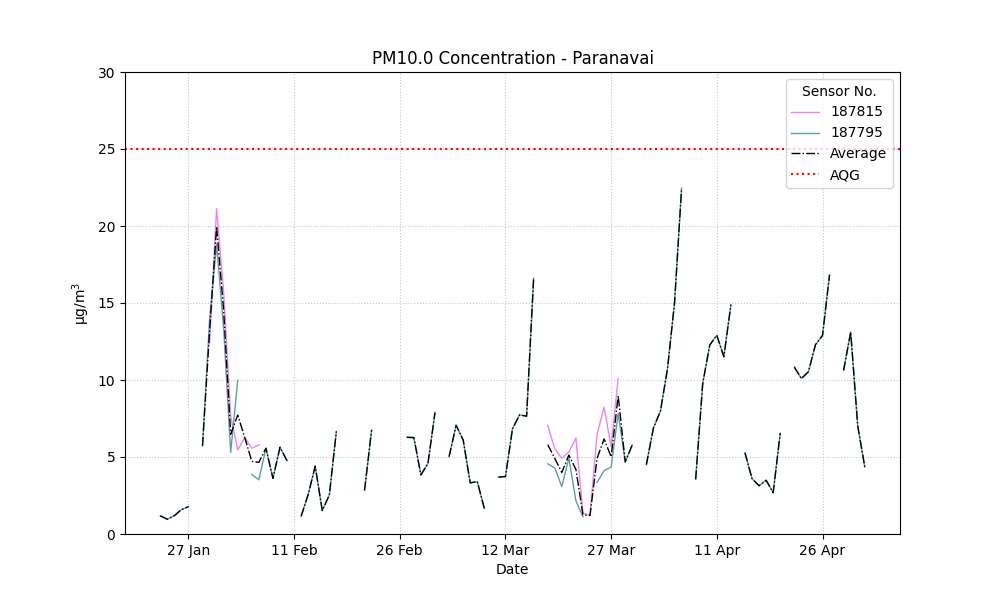 PM10.0 Concentration - Paranavai
30
25
20
15
10
5
0
µg/m³
Sensor No.
187815
187795
Average
AQG
27 Jan
11 Feb
26 Feb
12 Mar
27 Mar
11 Apr
26 Apr
Date